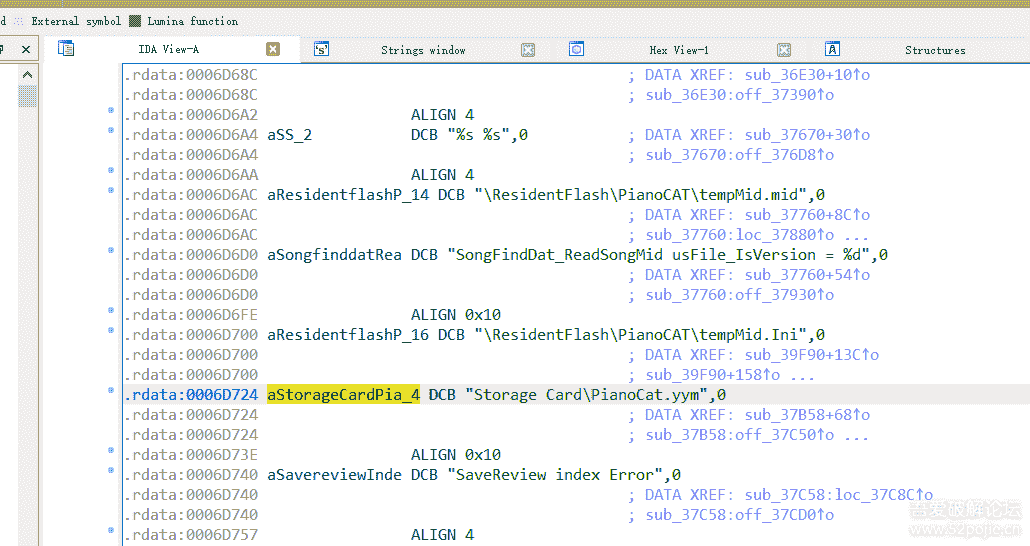 d External symbol Lumina function
IDA View-A Strings window Hex View-1 Structures
.rdata:0006D68C ; DATA XREF: sub_36E30+10↑o
.rdata:0006D68C ; sub_36E30:off_37390↑o
.rdata:0006D6A2 ALIGN 4
.rdata:0006D6A4 aSS_2 DCB "%s %s",0 ; DATA XREF: sub_37670+30↑o
.rdata:0006D6A4 ; sub_37670:off_376D8↑o
.rdata:0006D6AA ALIGN 4
.rdata:0006D6AC aResidentflashP_14 DCB "\ResidentFlash\PianoCAT\tempMid.mid",0
.rdata:0006D6AC ; DATA XREF: sub_37760+8C↑o
.rdata:0006D6AC ; sub_37760:loc_37880↑o ...
.rdata:0006D6D0 aSongfinddatRea DCB "SongFindDat_ReadSongMid usFile_IsVersion = %d",0
.rdata:0006D6D0 ; DATA XREF: sub_37760+54↑o
.rdata:0006D6D0 ; sub_37760:off_37930↑o
.rdata:0006D6FE ALIGN 0x10
.rdata:0006D700 aResidentflashP_16 DCB "\ResidentFlash\PianoCAT\tempMid.Ini",0
.rdata:0006D700 ; DATA XREF: sub_39F90+13C↑o
.rdata:0006D700 ; sub_39F90+158↑o ...
.rdata:0006D724 aStorageCardPia_4 DCB "Storage Card\PianoCat.yym",0
.rdata:0006D724 ; DATA XREF: sub_37B58+68↑o
.rdata:0006D724 ; sub_37B58:off_37C50↑o ...
.rdata:0006D73E ALIGN 0x10
.rdata:0006D740 aSavereviewInde DCB "SaveReview index Error",0
.rdata:0006D740 ; DATA XREF: sub_37C58:loc_37C8C↑o
.rdata:0006D740 ; sub_37C58:off_37CD0↑o
.rdata:0006D757 ALIGN 4
吾爱破解论坛
www.52pojie.cn